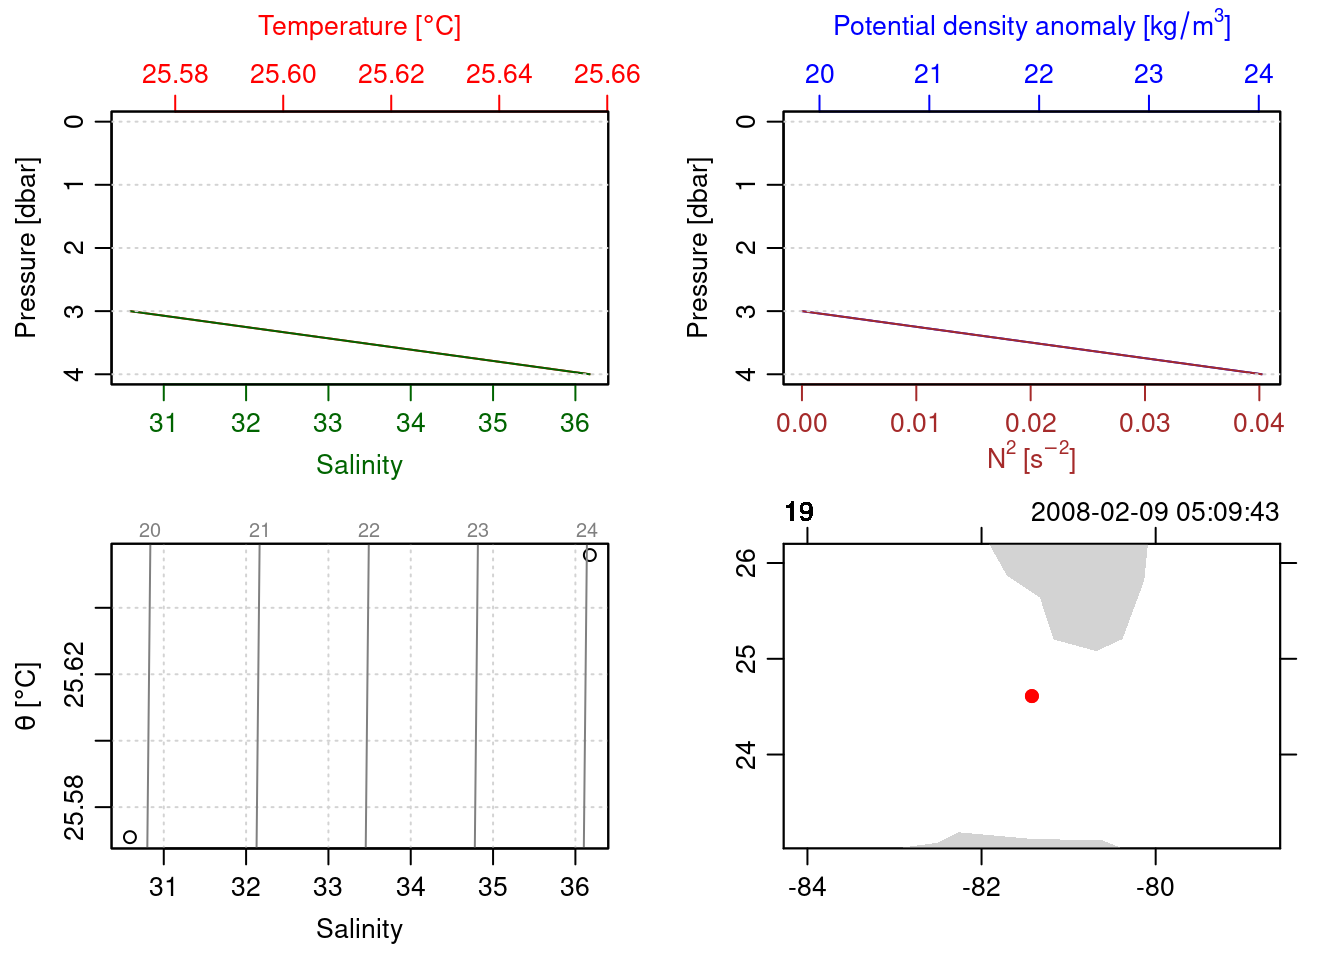 Temperature [°C]
25.58 25.60 25.62 25.64 25.66
Pressure [dbar]
0
1
2
3
4
31 32 33 34 35 36
Salinity
Potential density anomaly [kg/m³]
20 21 22 23 24
Pressure [dbar]
0
1
2
3
4
0.00 0.01 0.02 0.03 0.04
N² [s⁻²]
20 21 22 23 24
θ [°C]
25.62
25.58
31 32 33 34 35 36
Salinity
19 2008-02-09 05:09:43
26
25
24
-84 -82 -80